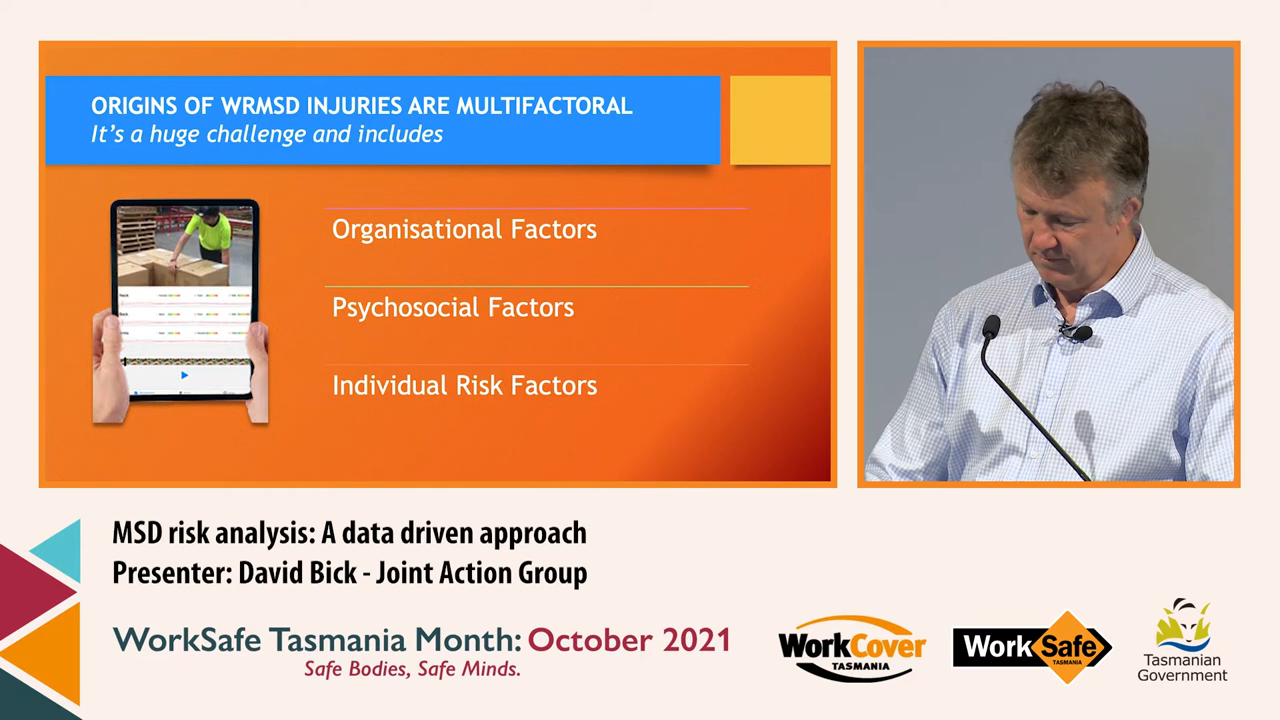 ORIGINS OF WRMSD INJURIES ARE MULTIFACTORAL
It's a huge challenge and includes
Organisational Factors
Psychosocial Factors
Individual Risk Factors
MSD risk analysis: A data driven approach
Presenter: David Bick - Joint Action Group
WorkSafe Tasmania Month: October 2021
Safe Bodies, Safe Minds.
WorkCover
TASMANIA
WorkSafe
TASMANIA
Tasmanian
Government